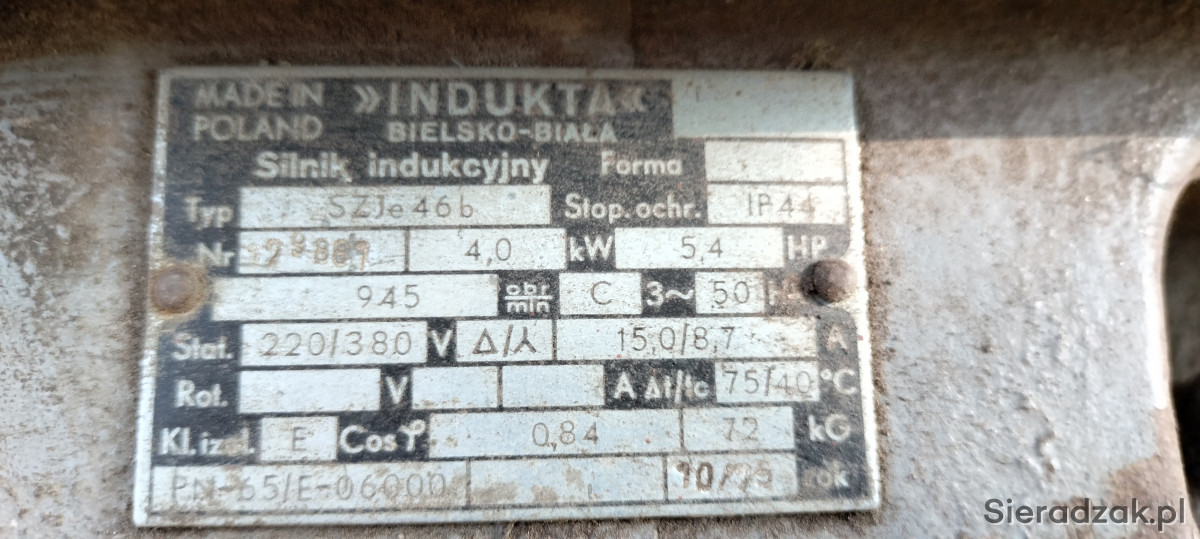 MADE IN POLAND »INDUKTA«
BIELSKO-BIAŁA
Silnik indukcyjny Forma
Typ SZJe 46b Stop. ochr. IP44
Nr 4,0 kW 5,4 HP
945 obr/min C 3~ 50
Stat. 220/380 V Δ/⅄ 15,0/8,7 A
Rot. V A Δt/tc 75/40 °C
Kl. izol. E Cos φ 0,84 72 kG
PN-65/E-06000 rok
Sieradzak.pl